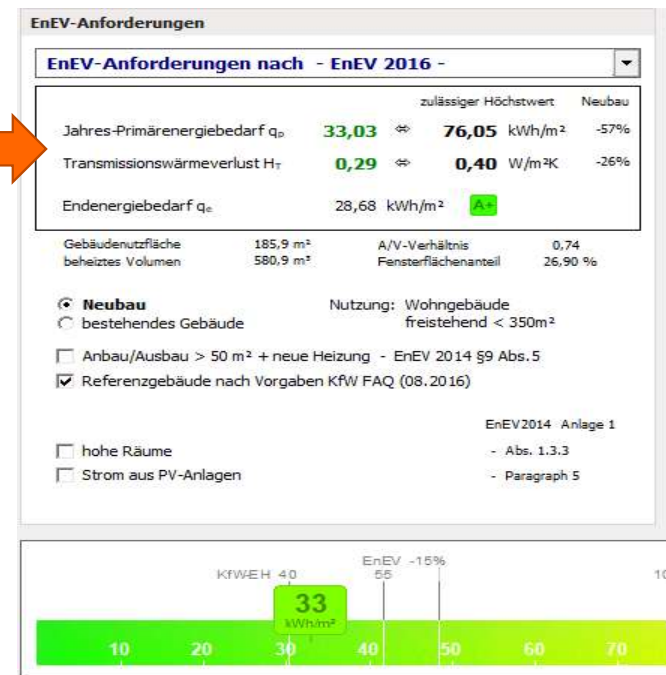 EnEV-Anforderungen
EnEV-Anforderungen nach - EnEV 2016 -
zulässiger Höchstwert Neubau
Jahres-Primärenergiebedarf qₚ 33,03 ⇔ 76,05 kWh/m² -57%
Transmissionswärmeverlust Hᴛ 0,29 ⇔ 0,40 W/m²K -26%
Endenergiebedarf qₑ 28,68 kWh/m² A+
Gebäudenutzfläche 185,9 m² A/V-Verhältnis 0,74
beheiztes Volumen 580,9 m³ Fensterflächenanteil 26,90 %
Neubau Nutzung: Wohngebäude
bestehendes Gebäude freistehend < 350m²
Anbau/Ausbau > 50 m² + neue Heizung - EnEV 2014 §9 Abs.5
Referenzgebäude nach Vorgaben KfW FAQ (08.2016)
EnEV2014 Anlage 1
hohe Räume - Abs. 1.3.3
Strom aus PV-Anlagen - Paragraph 5
EnEV -15%
KfW-EH 40 55 10
33
kWh/m²
10 20 30 40 50 60 70